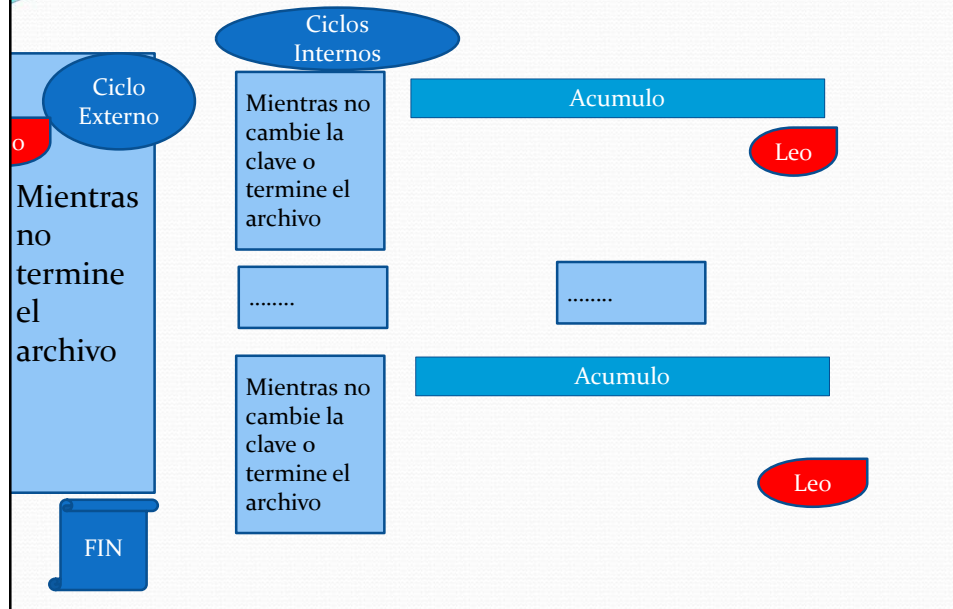 Ciclos
Internos
Ciclo
Externo
o
Mientras
no
termine
el
archivo
Mientras no
cambie la
clave o
termine el
archivo
Acumulo
Leo
........
........
Mientras no
cambie la
clave o
termine el
archivo
Acumulo
Leo
FIN